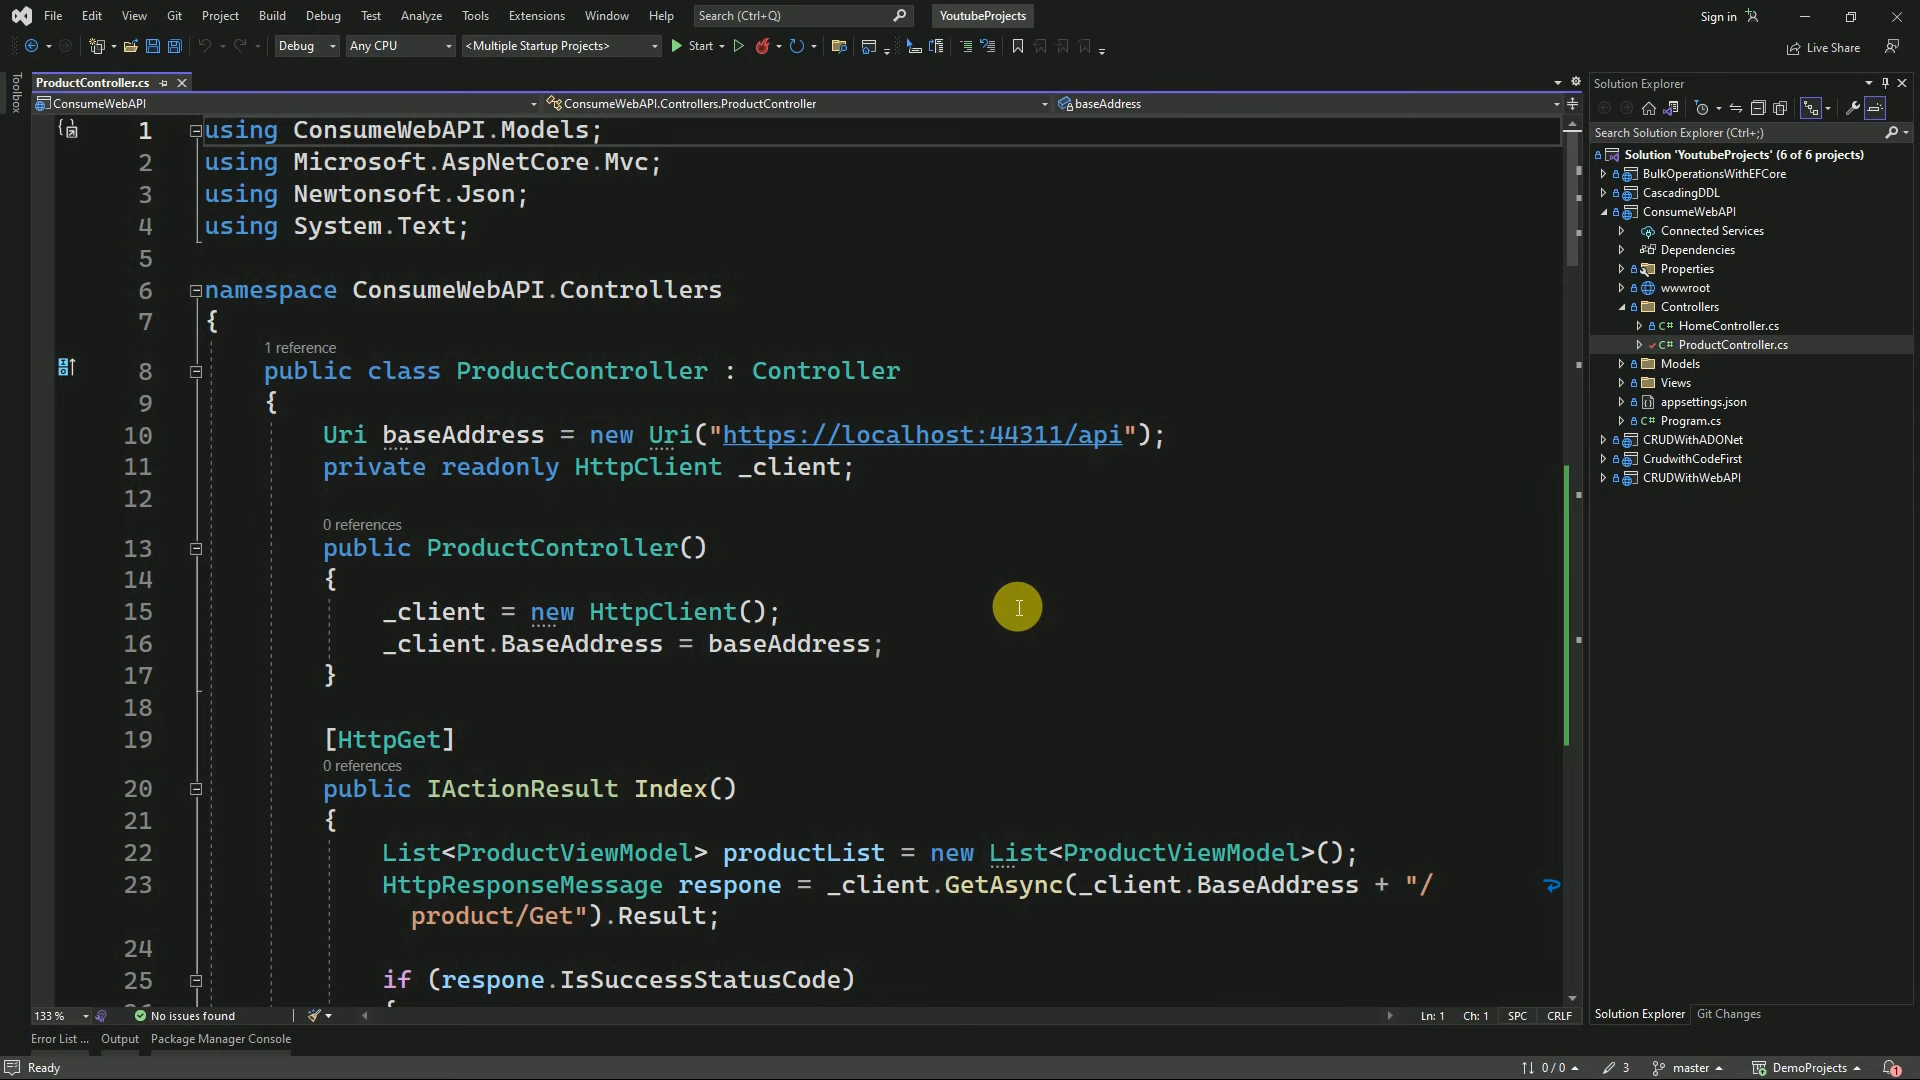 File Edit View Git Project Build Debug Test Analyze Tools Extensions Window Help Search (Ctrl+Q) YoutubeProjects Sign in
Debug Any CPU <Multiple Startup Projects> Start Live Share
Toolbox
ProductController.cs
ConsumeWebAPI ConsumeWebAPI.Controllers.ProductController baseAddress
1 using ConsumeWebAPI.Models;
2 using Microsoft.AspNetCore.Mvc;
3 using Newtonsoft.Json;
4 using System.Text;
5
6 namespace ConsumeWebAPI.Controllers
7 {
1 reference
8 public class ProductController : Controller
9 {
10 Uri baseAddress = new Uri("https://localhost:44311/api");
11 private readonly HttpClient _client;
12
0 references
13 public ProductController()
14 {
15 _client = new HttpClient();
16 _client.BaseAddress = baseAddress;
17 }
18
19 [HttpGet]
0 references
20 public IActionResult Index()
21 {
22 List<ProductViewModel> productList = new List<ProductViewModel>();
23 HttpResponseMessage respone = _client.GetAsync(_client.BaseAddress + "/
product/Get").Result;
24
25 if (respone.IsSuccessStatusCode)
133 % No issues found Ln: 1 Ch: 1 SPC CRLF
Solution Explorer
Search Solution Explorer (Ctrl+;)
Solution 'YoutubeProjects' (6 of 6 projects)
BulkOperationsWithEFCore
CascadingDDL
ConsumeWebAPI
Connected Services
Dependencies
Properties
wwwroot
Controllers
C# HomeController.cs
C# ProductController.cs
Models
Views
appsettings.json
C# Program.cs
CRUDWithADONet
CrudwithCodeFirst
CRUDWithWebAPI
Solution Explorer Git Changes
Error List ... Output Package Manager Console
Ready 0 / 0 3 master DemoProjects 1